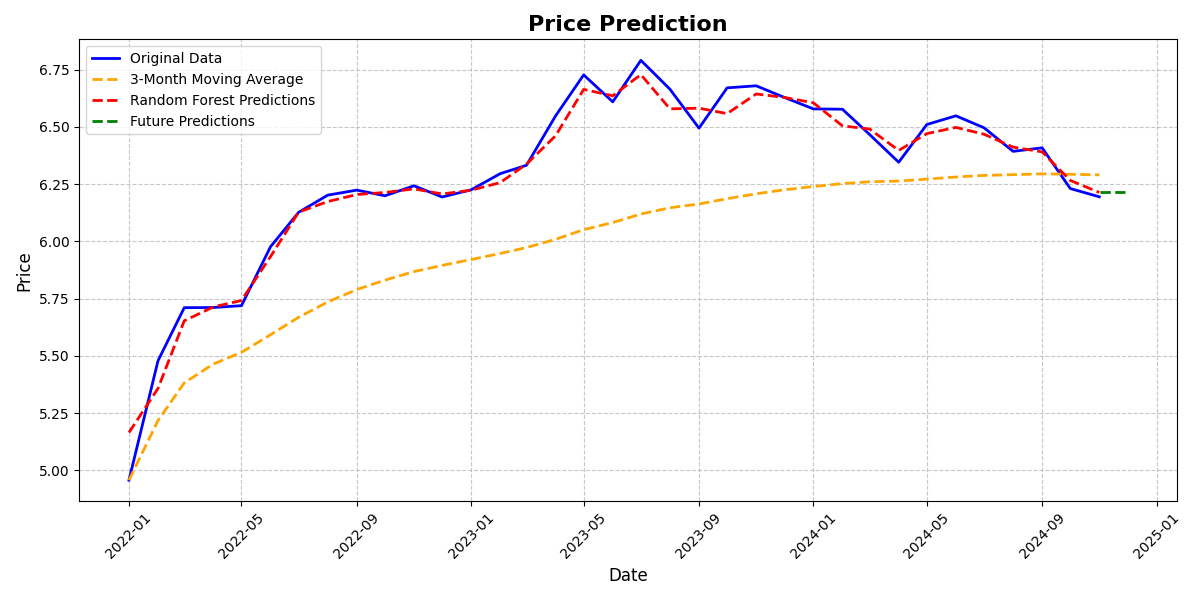 Price Prediction
Original Data
3-Month Moving Average
Random Forest Predictions
Future Predictions
Price
6.75
6.50
6.25
6.00
5.75
5.50
5.25
5.00
2022-01
2022-05
2022-09
2023-01
2023-05
2023-09
2024-01
2024-05
2024-09
2025-01
Date